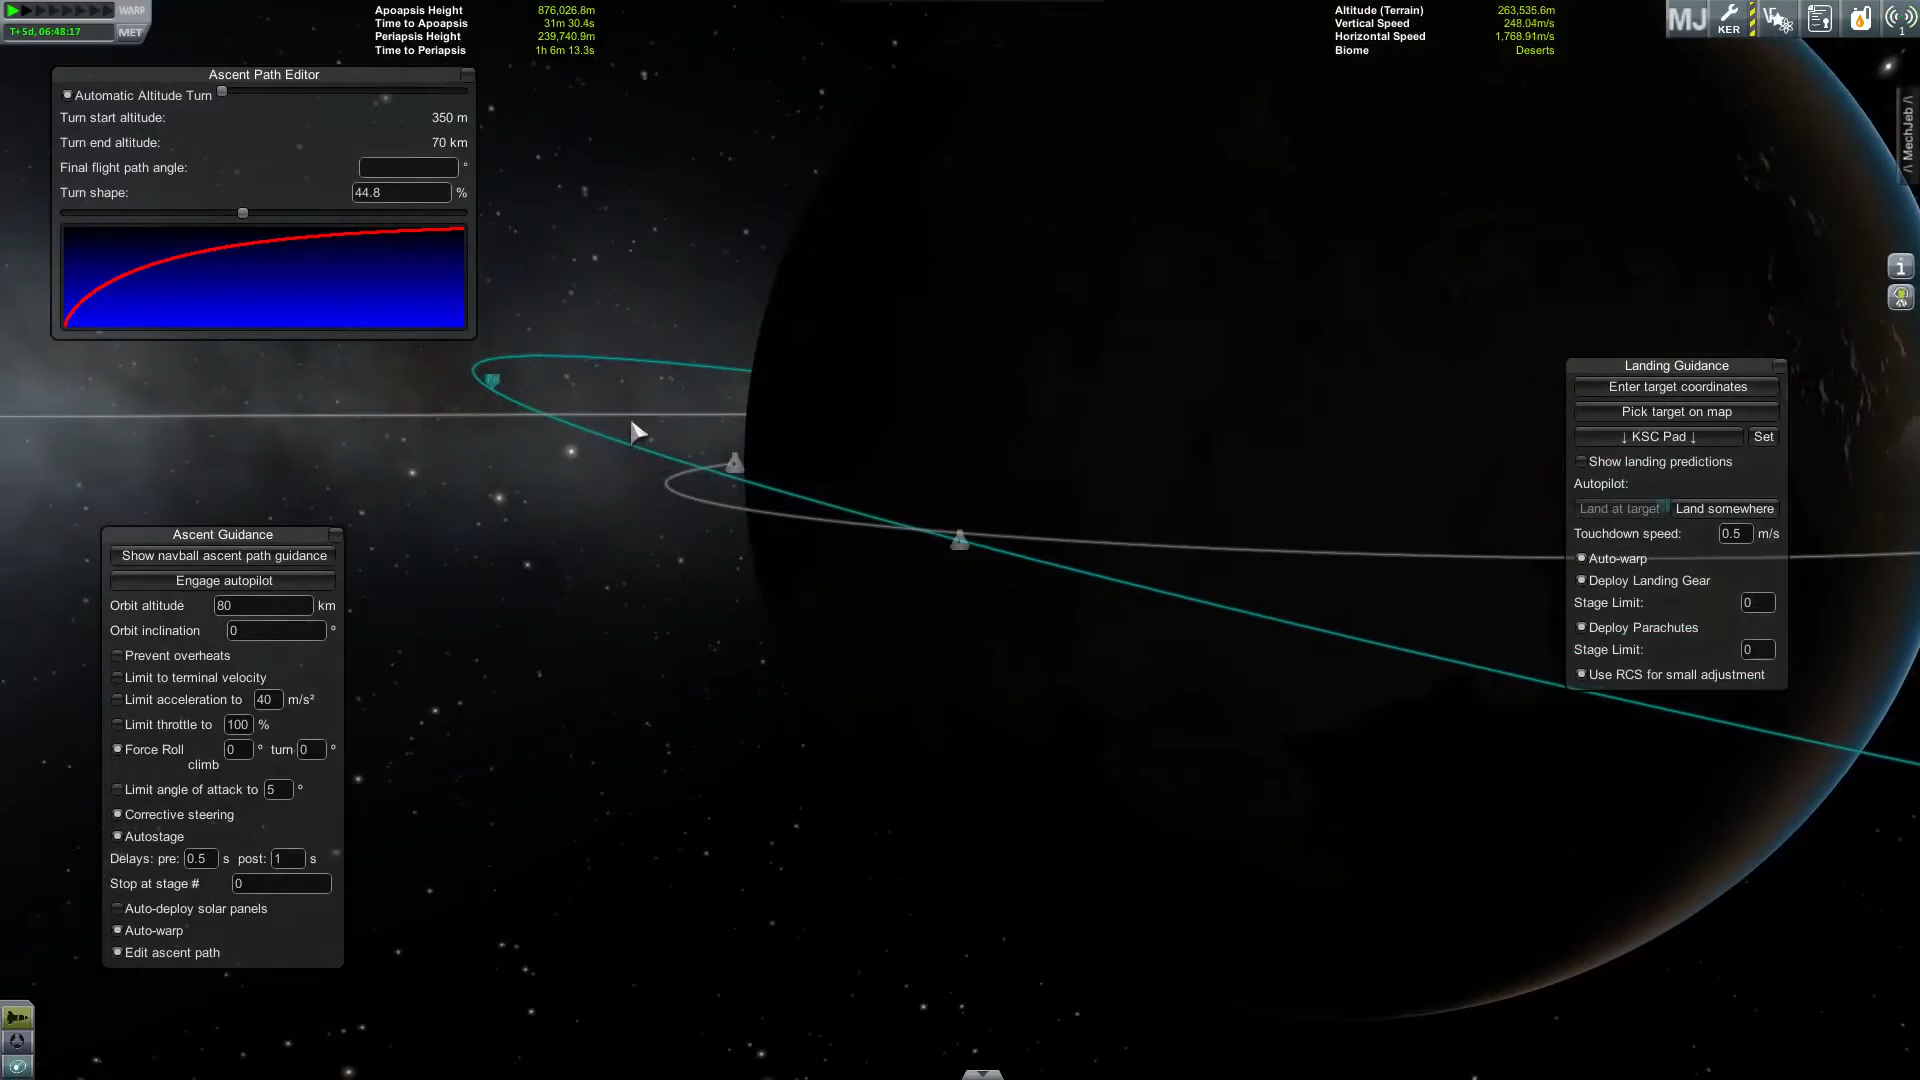 WARP
T+5d, 06:48:17
MET
Apoapsis Height 876,026.8m
Time to Apoapsis 31m 30.4s
Periapsis Height 239,740.9m
Time to Periapsis 1h 6m 13.3s
Altitude (Terrain) 263,535.6m
Vertical Speed 248.04m/s
Horizontal Speed 1,768.91m/s
Biome Deserts
MJ
KER
1
/\ MechJeb /\
Ascent Path Editor
Automatic Altitude Turn
Turn start altitude: 350 m
Turn end altitude: 70 km
Final flight path angle: °
Turn shape: 44.8 %
Pe
Ascent Guidance
Show navball ascent path guidance
Engage autopilot
Orbit altitude 80 km
Orbit inclination 0 °
Prevent overheats
Limit to terminal velocity
Limit acceleration to 40 m/s²
Limit throttle to 100 %
Force Roll 0 ° turn 0 °
climb
Limit angle of attack to 5 °
Corrective steering
Autostage
Delays: pre: 0.5 s post: 1 s
Stop at stage # 0
Auto-deploy solar panels
Auto-warp
Edit ascent path
Landing Guidance
Enter target coordinates
Pick target on map
↓ KSC Pad ↓ Set
Show landing predictions
Autopilot:
Land at target Land somewhere
Touchdown speed: 0.5 m/s
Auto-warp
Deploy Landing Gear
Stage Limit: 0
Deploy Parachutes
Stage Limit: 0
Use RCS for small adjustment